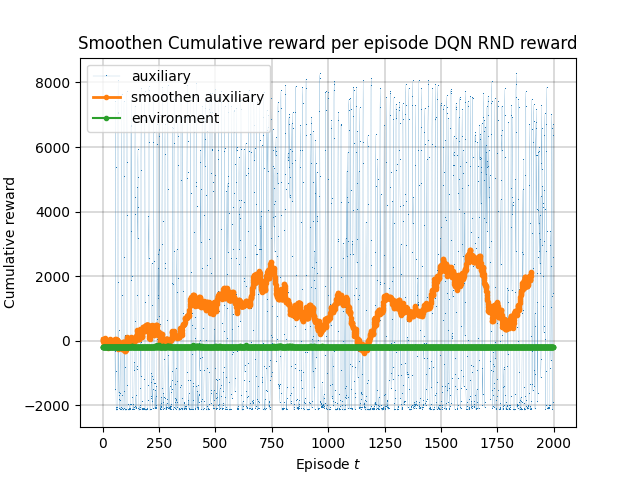 Smoothen Cumulative reward per episode DQN RND reward
auxiliary
smoothen auxiliary
environment
Cumulative reward
8000
6000
4000
2000
0
−2000
0 250 500 750 1000 1250 1500 1750 2000
Episode t